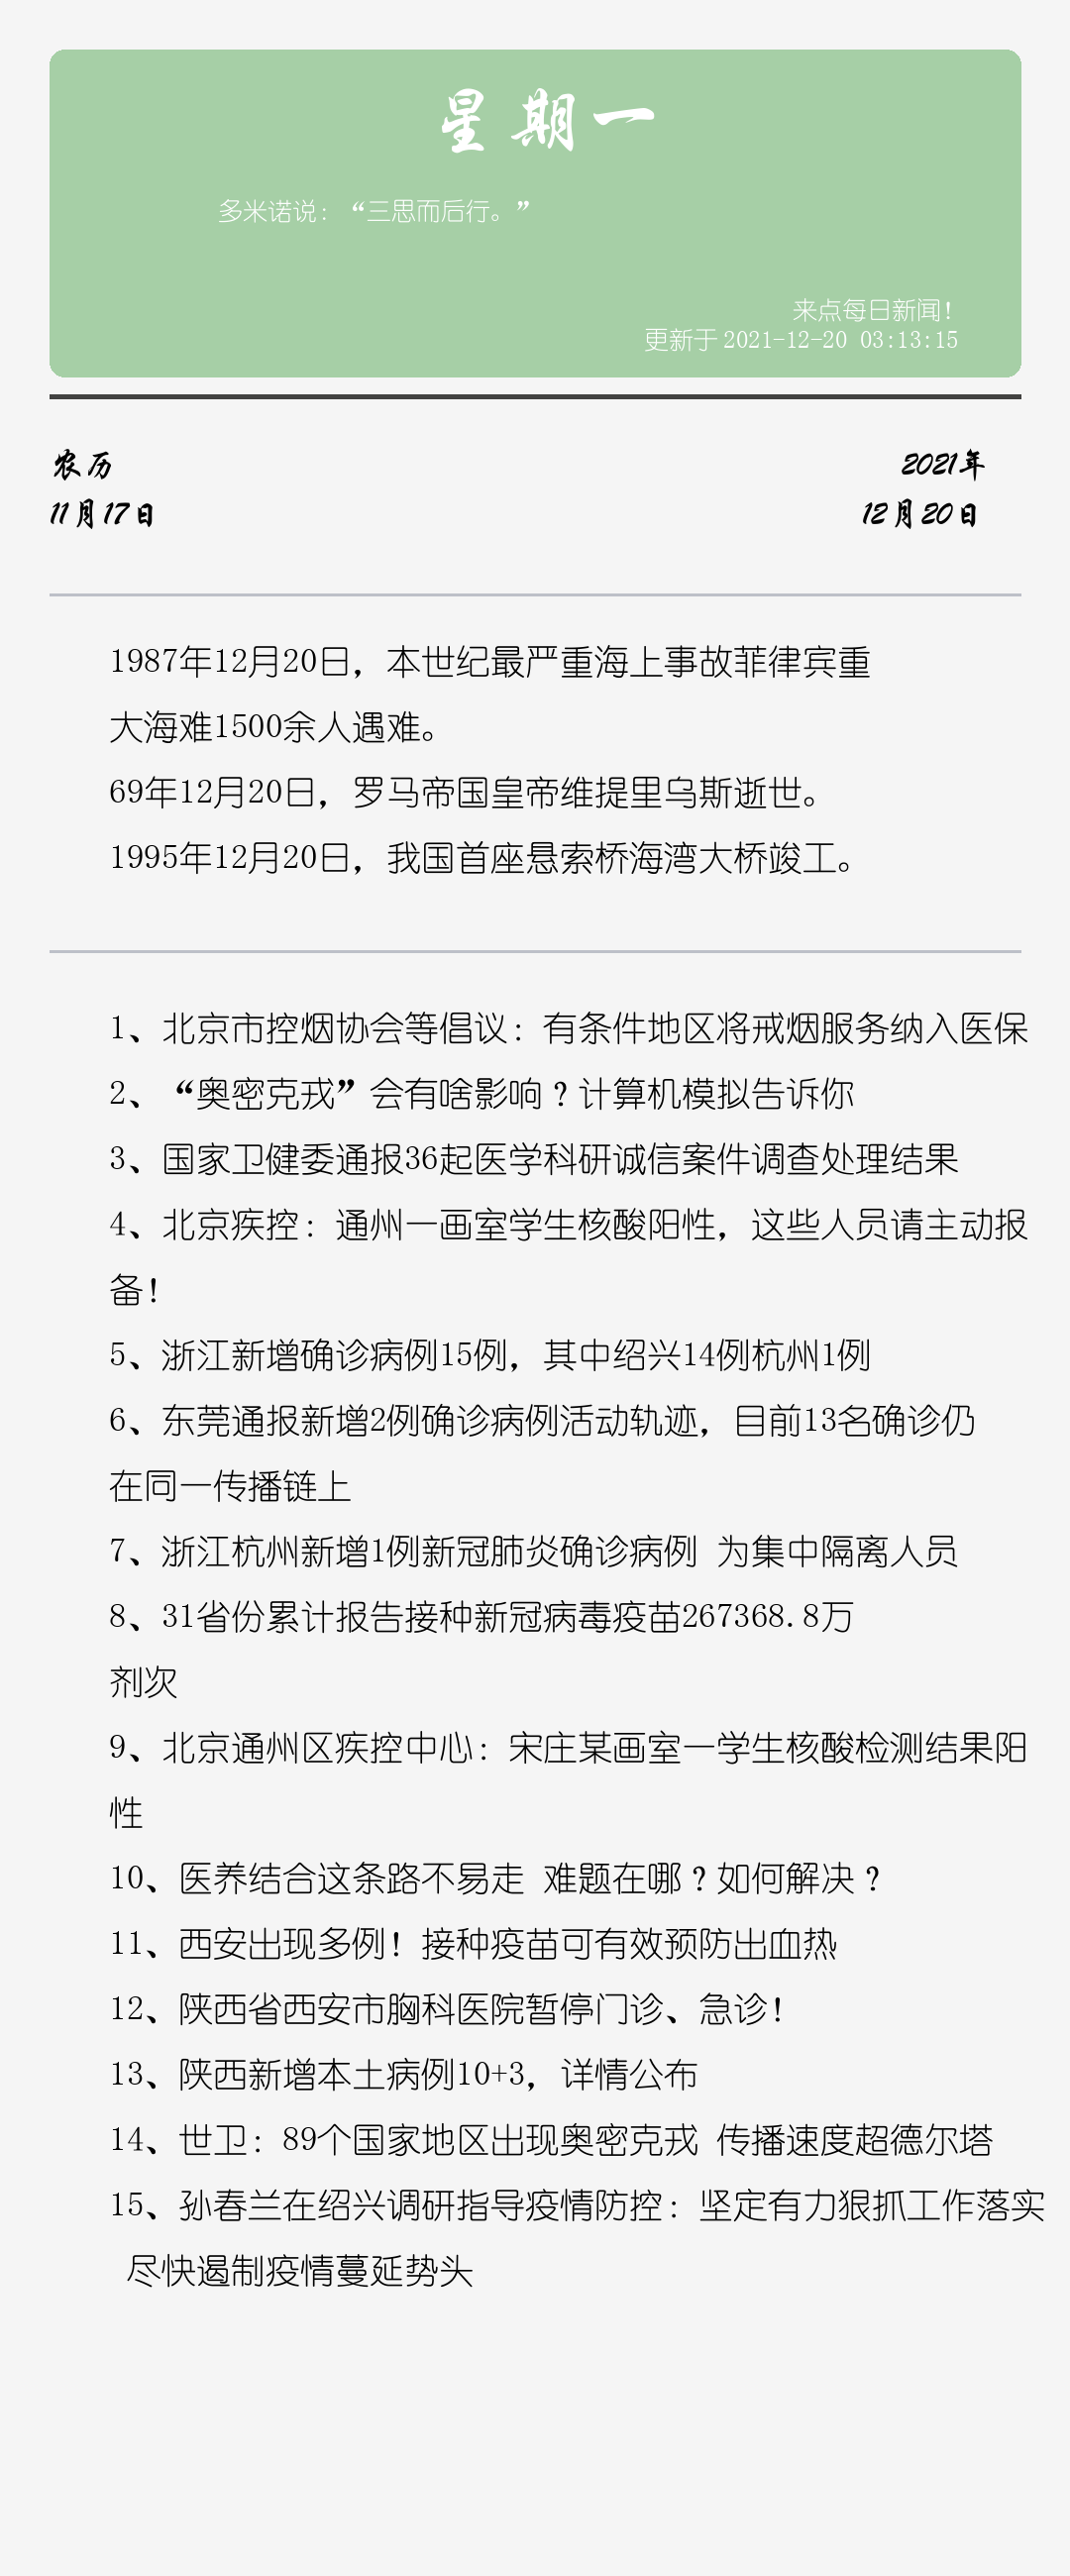 星期一
多米诺说：“三思而后行。”
来点每日新闻！
更新于 2021-12-20 03:13:15
农历
2021年
11月17日
12月20日
1987年12月20日，本世纪最严重海上事故菲律宾重
大海难1500余人遇难。
69年12月20日，罗马帝国皇帝维提里乌斯逝世。
1995年12月20日，我国首座悬索桥海湾大桥竣工。
1、北京市控烟协会等倡议：有条件地区将戒烟服务纳入医保
2、“奥密克戎”会有啥影响？计算机模拟告诉你
3、国家卫健委通报36起医学科研诚信案件调查处理结果
4、北京疾控：通州一画室学生核酸阳性，这些人员请主动报
备！
5、浙江新增确诊病例15例，其中绍兴14例杭州1例
6、东莞通报新增2例确诊病例活动轨迹，目前13名确诊仍
在同一传播链上
7、浙江杭州新增1例新冠肺炎确诊病例 为集中隔离人员
8、31省份累计报告接种新冠病毒疫苗267368.8万
剂次
9、北京通州区疾控中心：宋庄某画室一学生核酸检测结果阳
性
10、医养结合这条路不易走 难题在哪？如何解决？
11、西安出现多例！接种疫苗可有效预防出血热
12、陕西省西安市胸科医院暂停门诊、急诊！
13、陕西新增本土病例10+3，详情公布
14、世卫：89个国家地区出现奥密克戎 传播速度超德尔塔
15、孙春兰在绍兴调研指导疫情防控：坚定有力狠抓工作落实
尽快遏制疫情蔓延势头